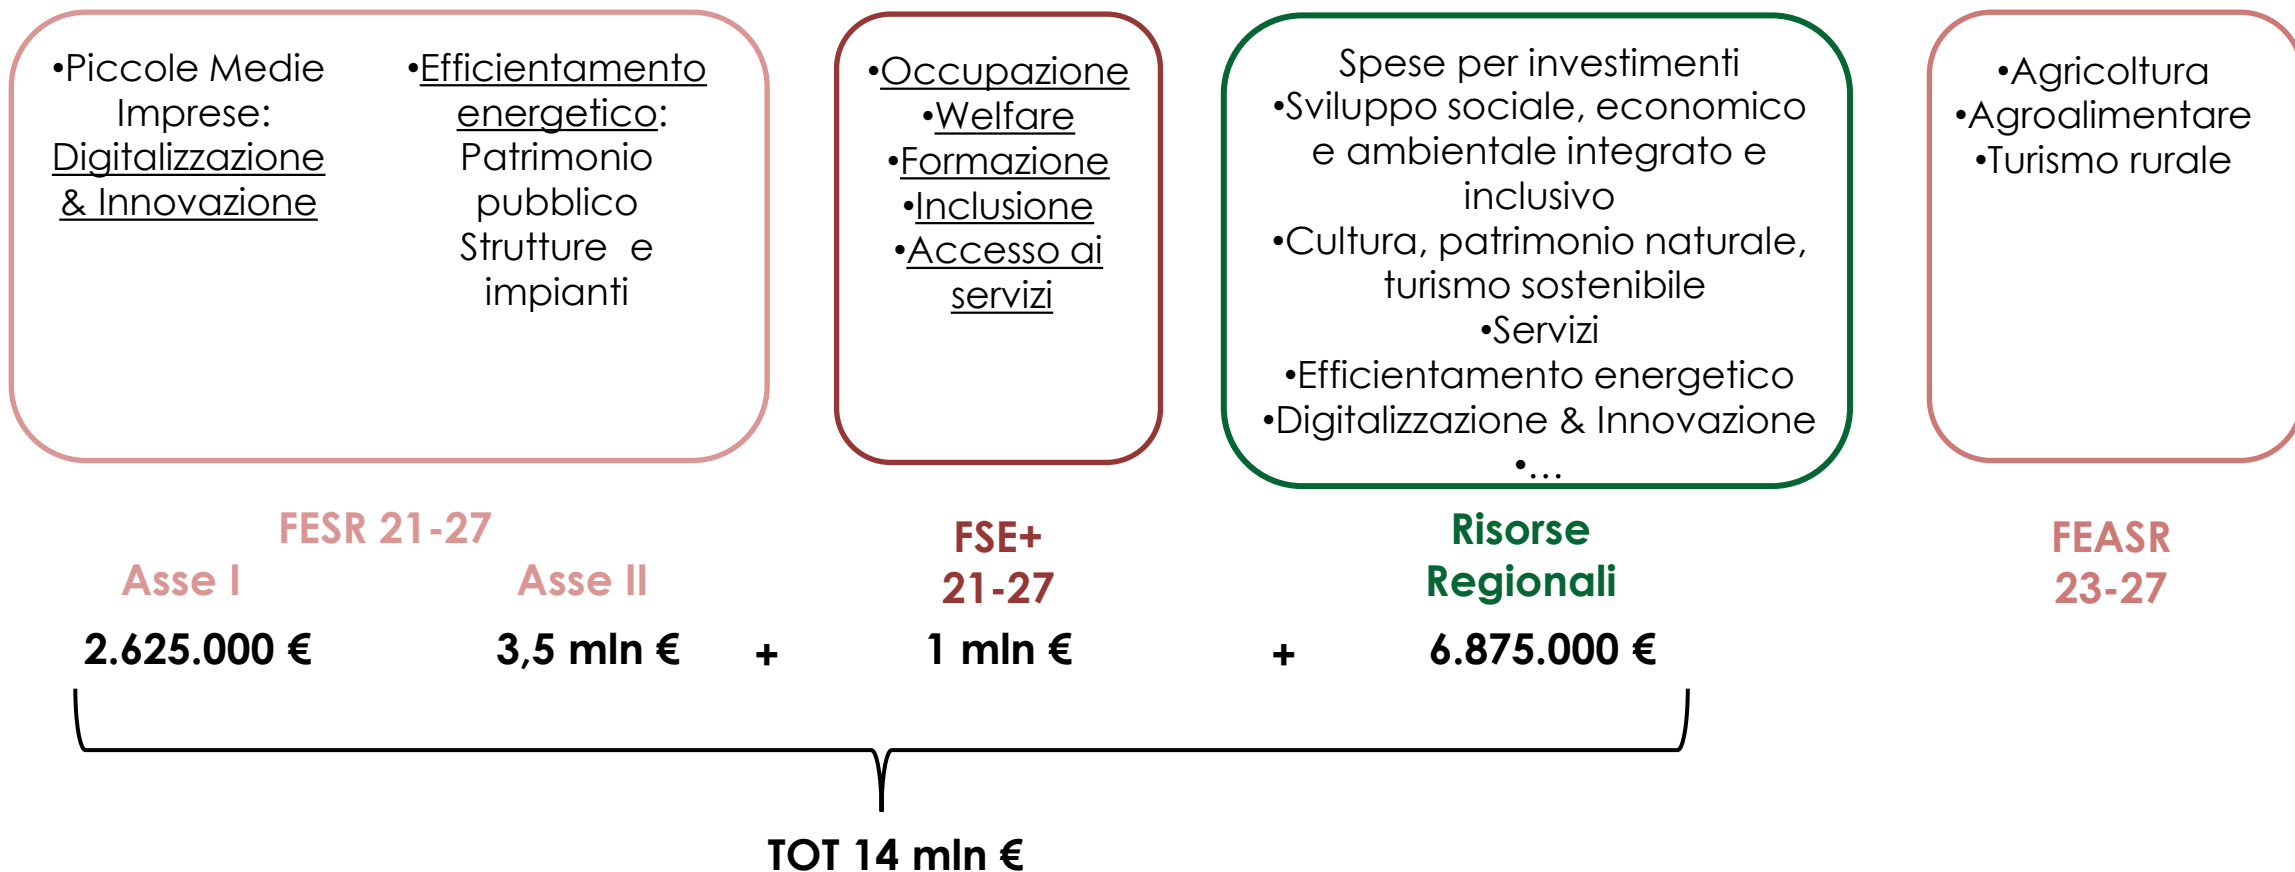 •Piccole Medie
Imprese:
Digitalizzazione
& Innovazione
•Efficientamento
energetico:
Patrimonio
pubblico
Strutture e
impianti
•Occupazione
•Welfare
•Formazione
•Inclusione
•Accesso ai
servizi
Spese per investimenti
•Sviluppo sociale, economico
e ambientale integrato e
inclusivo
•Cultura, patrimonio naturale,
turismo sostenibile
•Servizi
•Efficientamento energetico
•Digitalizzazione & Innovazione
•…
•Agricoltura
•Agroalimentare
•Turismo rurale
FESR 21-27
Asse I
Asse II
FSE+
21-27
Risorse
Regionali
FEASR
23-27
2.625.000 €
3,5 mln €
+
1 mln €
+
6.875.000 €
TOT 14 mln €